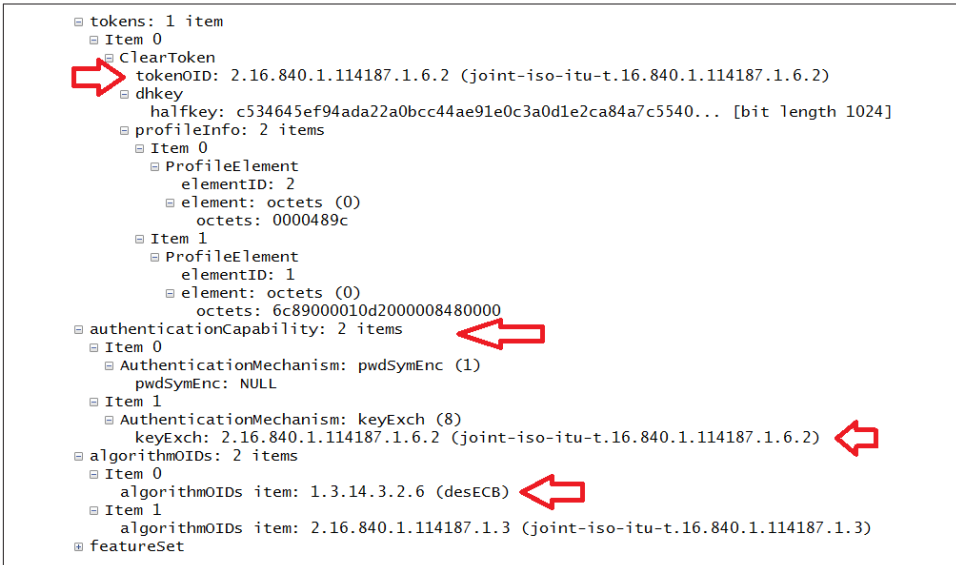 tokens: 1 item
Item 0
ClearToken
tokenOID: 2.16.840.1.114187.1.6.2 (joint-iso-itu-t.16.840.1.114187.1.6.2)
dhkey
halfkey: c534645ef94ada22a0bcc44ae91e0c3a0d1e2ca84a7c5540... [bit length 1024]
profileInfo: 2 items
Item 0
ProfileElement
elementID: 2
element: octets (0)
octets: 0000489c
Item 1
ProfileElement
elementID: 1
element: octets (0)
octets: 6c89000010d2000008480000
authenticationCapability: 2 items
Item 0
AuthenticationMechanism: pwdSymEnc (1)
pwdSymEnc: NULL
Item 1
AuthenticationMechanism: keyExch (8)
keyExch: 2.16.840.1.114187.1.6.2 (joint-iso-itu-t.16.840.1.114187.1.6.2)
algorithmOIDs: 2 items
Item 0
algorithmOIDs item: 1.3.14.3.2.6 (desECB)
Item 1
algorithmOIDs item: 2.16.840.1.114187.1.3 (joint-iso-itu-t.16.840.1.114187.1.3)
featureSet